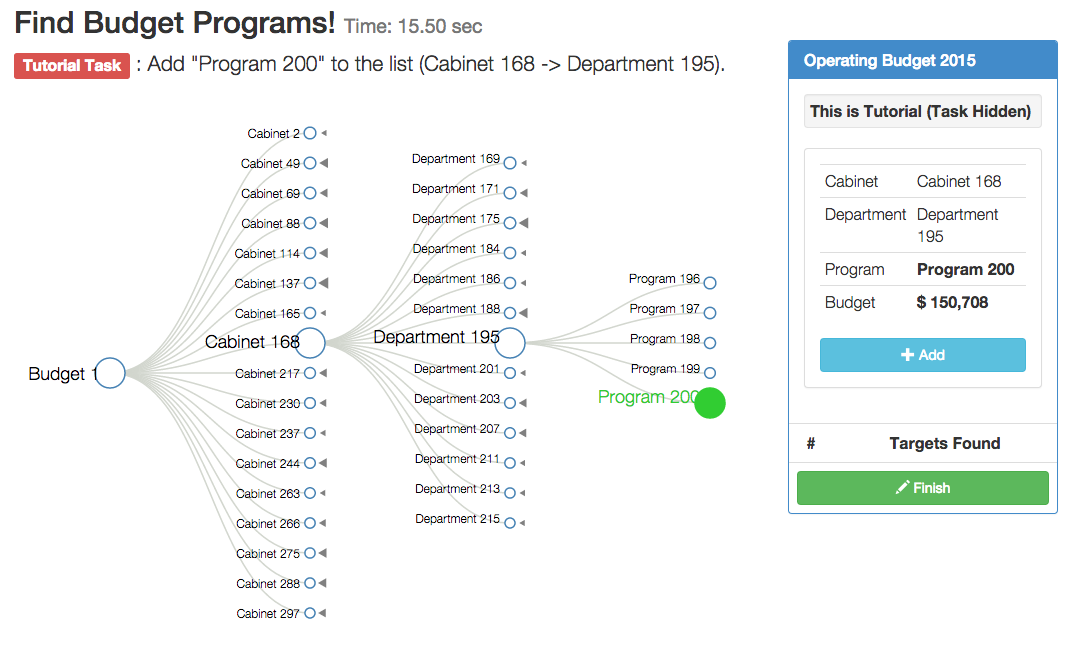 Find Budget Programs! Time: 15.50 sec
Tutorial Task : Add "Program 200" to the list (Cabinet 168 -> Department 195).
Budget 1
Cabinet 2
Cabinet 49
Cabinet 69
Cabinet 88
Cabinet 114
Cabinet 137
Cabinet 165
Cabinet 168
Cabinet 217
Cabinet 230
Cabinet 237
Cabinet 244
Cabinet 263
Cabinet 266
Cabinet 275
Cabinet 288
Cabinet 297
Department 169
Department 171
Department 175
Department 184
Department 186
Department 188
Department 195
Department 201
Department 203
Department 207
Department 211
Department 213
Department 215
Program 196
Program 197
Program 198
Program 199
Program 200
Operating Budget 2015
This is Tutorial (Task Hidden)
Cabinet Cabinet 168
Department Department
195
Program Program 200
Budget $ 150,708
+ Add
# Targets Found
Finish